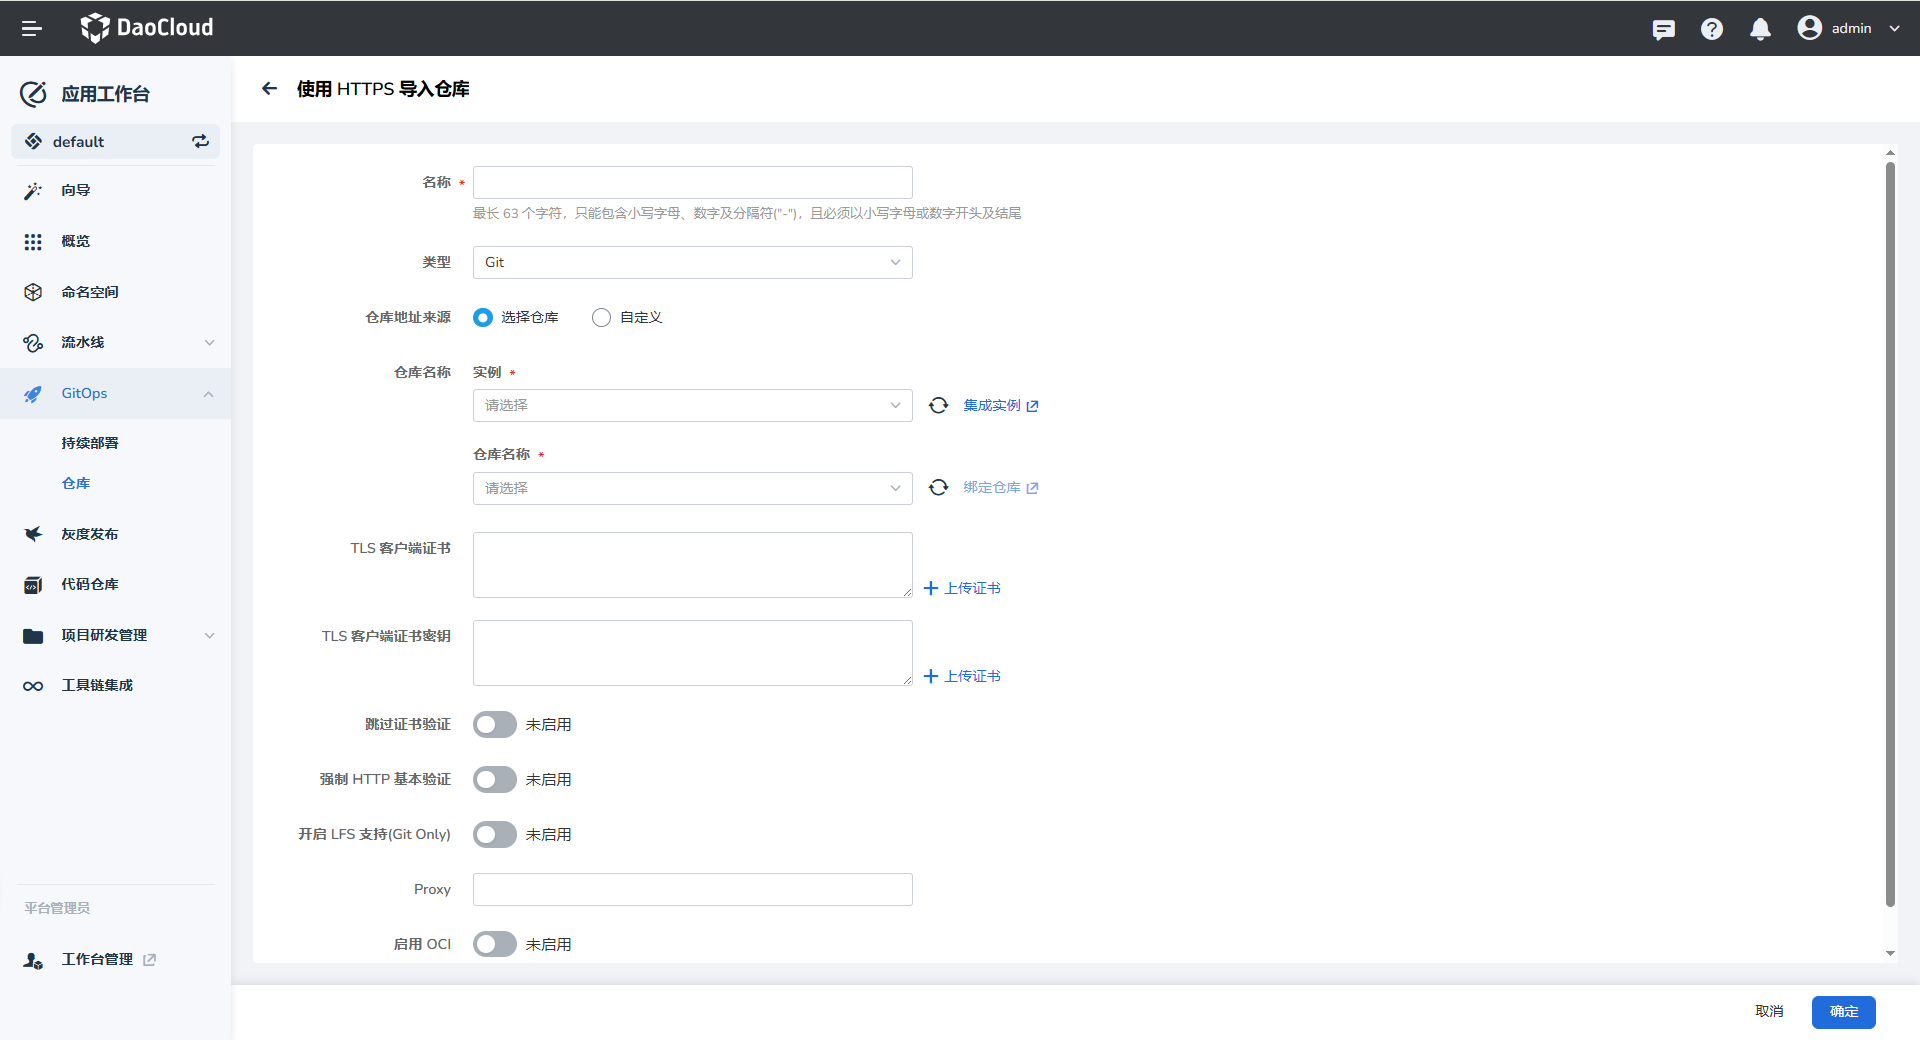 DaoCloud
admin
应用工作台
default
向导
概览
命名空间
流水线
GitOps
持续部署
仓库
灰度发布
代码仓库
项目研发管理
工具链集成
平台管理员
工作台管理
使用 HTTPS 导入仓库
名称 *
最长 63 个字符，只能包含小写字母、数字及分隔符("-")，且必须以小写字母或数字开头及结尾
类型 Git
仓库地址来源 选择仓库 自定义
仓库名称 实例 *
请选择 集成实例
仓库名称 *
请选择 绑定仓库
TLS 客户端证书
上传证书
TLS 客户端证书密钥
上传证书
跳过证书验证 未启用
强制 HTTP 基本验证 未启用
开启 LFS 支持(Git Only) 未启用
Proxy
启用 OCI 未启用
取消 确定